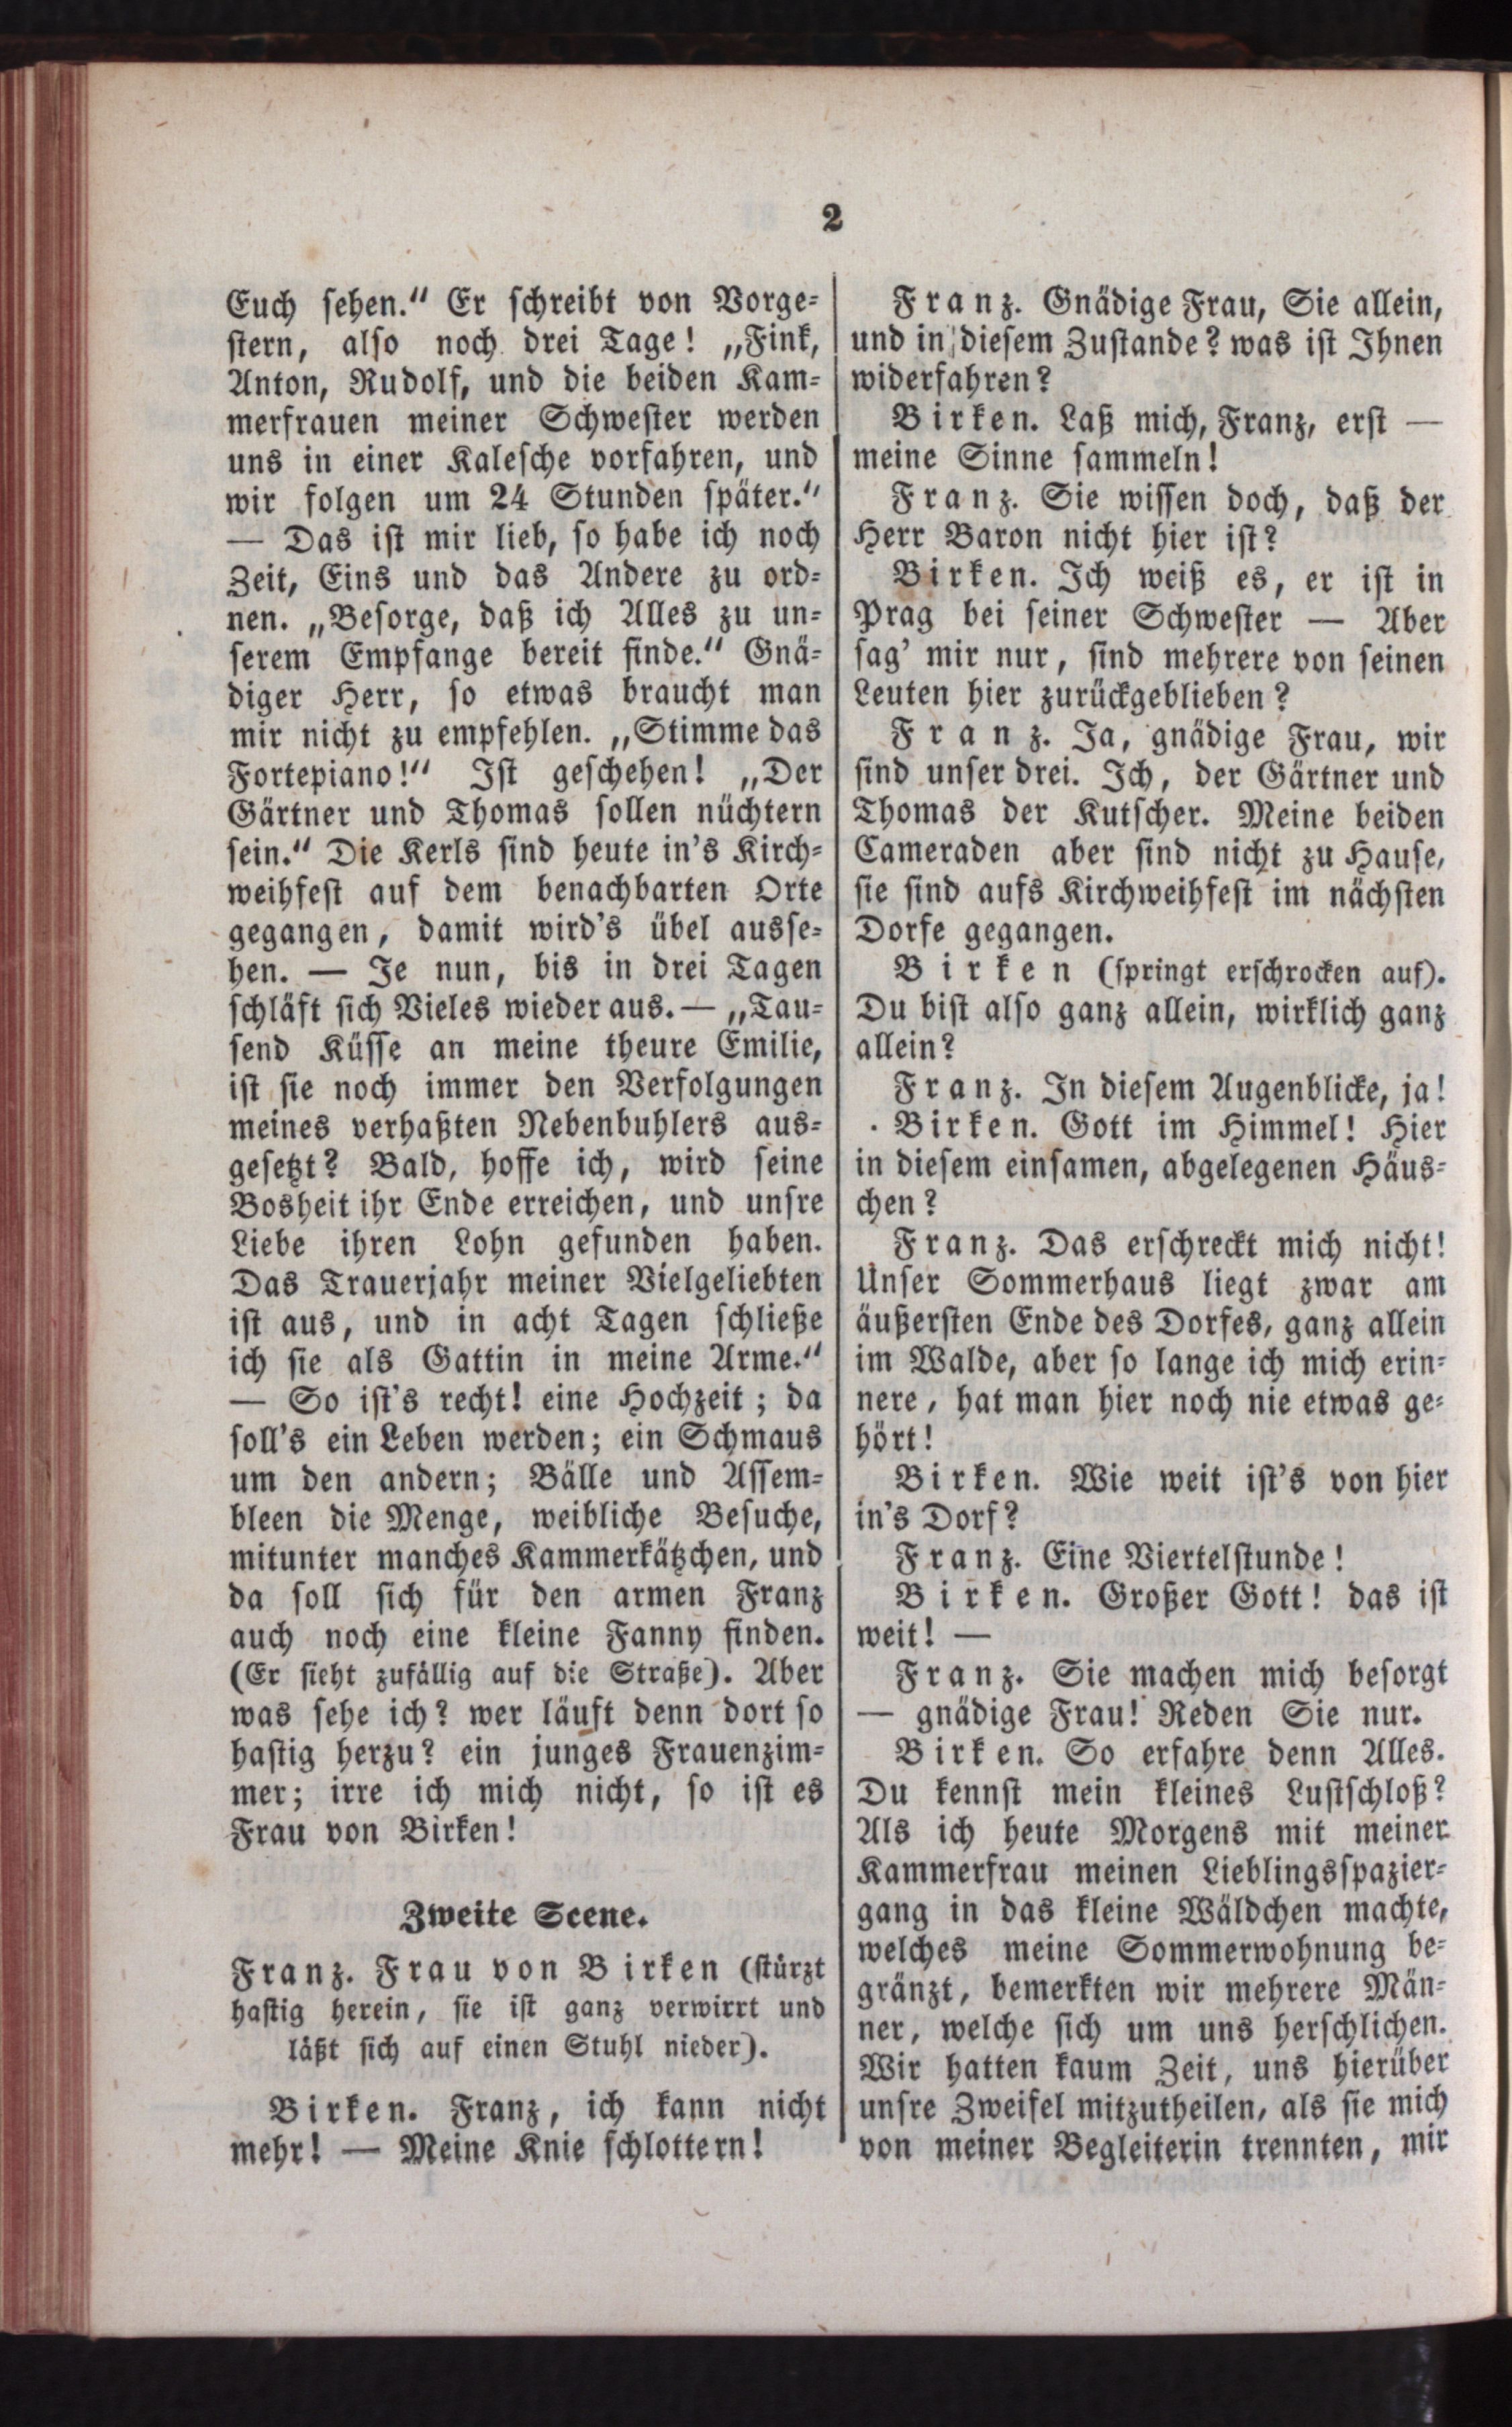 2
Euch sehen.“ Er schreibt von Vorge-
stern, also noch drei Tage! „Fink,
Anton, Rudolf, und die beiden Kam-
merfrauen meiner Schwester werden
uns in einer Kalesche vorfahren, und
wir folgen um 24 Stunden später.“
— Das ist mir lieb, so habe ich noch
Zeit, Eins und das Andere zu ord-
nen. „Besorge, daß ich Alles zu un-
serem Empfange bereit finde.“ Gnä-
diger Herr, so etwas braucht man
mir nicht zu empfehlen. „Stimme das
Fortepiano!“ Ist geschehen! „Der
Gärtner und Thomas sollen nüchtern
sein.“ Die Kerls sind heute in's Kirch-
weihfest auf dem benachbarten Orte
gegangen, damit wird's übel ausse-
hen. — Je nun, bis in drei Tagen
schläft sich Vieles wieder aus. — „Tau-
send Küsse an meine theure Emilie,
ist sie noch immer den Verfolgungen
meines verhaßten Nebenbuhlers aus-
gesetzt? Bald, hoffe ich, wird seine
Bosheit ihr Ende erreichen, und unsre
Liebe ihren Lohn gefunden haben.
Das Trauerjahr meiner Vielgeliebten
ist aus, und in acht Tagen schließe
ich sie als Gattin in meine Arme.“
— So ist's recht! eine Hochzeit; da
soll's ein Leben werden; ein Schmaus
um den andern; Bälle und Assem-
bleen die Menge, weibliche Besuche,
mitunter manches Kammerkätzchen, und
da soll sich für den armen Franz
auch noch eine kleine Fanny finden.
(Er sieht zufällig auf die Straße). Aber
was sehe ich? wer läuft denn dort so
hastig herzu? ein junges Frauenzim-
mer; irre ich mich nicht, so ist es
Frau von Birken!
Zweite Scene.
Franz. Frau von Birken (stürzt
hastig herein, sie ist ganz verwirrt und
läßt sich auf einen Stuhl nieder).
Birken. Franz, ich kann nicht
mehr! — Meine Knie schlottern!
Franz. Gnädige Frau, Sie allein,
und in diesem Zustande? was ist Ihnen
widerfahren?
Birken. Laß mich, Franz, erst —
meine Sinne sammeln!
Franz. Sie wissen doch, daß der
Herr Baron nicht hier ist?
Birken. Ich weiß es, er ist in
Prag bei seiner Schwester — Aber
sag' mir nur, sind mehrere von seinen
Leuten hier zurückgeblieben?
Franz. Ja, gnädige Frau, wir
sind unser drei. Ich, der Gärtner und
Thomas der Kutscher. Meine beiden
Cameraden aber sind nicht zu Hause,
sie sind aufs Kirchweihfest im nächsten
Dorfe gegangen.
Birken (springt erschrocken auf).
Du bist also ganz allein, wirklich ganz
allein?
Franz. In diesem Augenblicke, ja!
Birken. Gott im Himmel! Hier
in diesem einsamen, abgelegenen Häus-
chen?
Franz. Das erschreckt mich nicht!
Unser Sommerhaus liegt zwar am
äußersten Ende des Dorfes, ganz allein
im Walde, aber so lange ich mich erin-
nere, hat man hier noch nie etwas ge-
hört!
Birken. Wie weit ist's von hier
in's Dorf?
Franz. Eine Viertelstunde!
Birken. Großer Gott! das ist
weit! —
Franz. Sie machen mich besorgt
— gnädige Frau! Reden Sie nur.
Birken. So erfahre denn Alles.
Du kennst mein kleines Lustschloß?
Als ich heute Morgens mit meiner
Kammerfrau meinen Lieblingsspazier-
gang in das kleine Wäldchen machte,
welches meine Sommerwohnung be-
gränzt, bemerkten wir mehrere Män-
ner, welche sich um uns herschlichen.
Wir hatten kaum Zeit, uns hierüber
unsre Zweifel mitzutheilen, als sie mich
von meiner Begleiterin trennten, mir